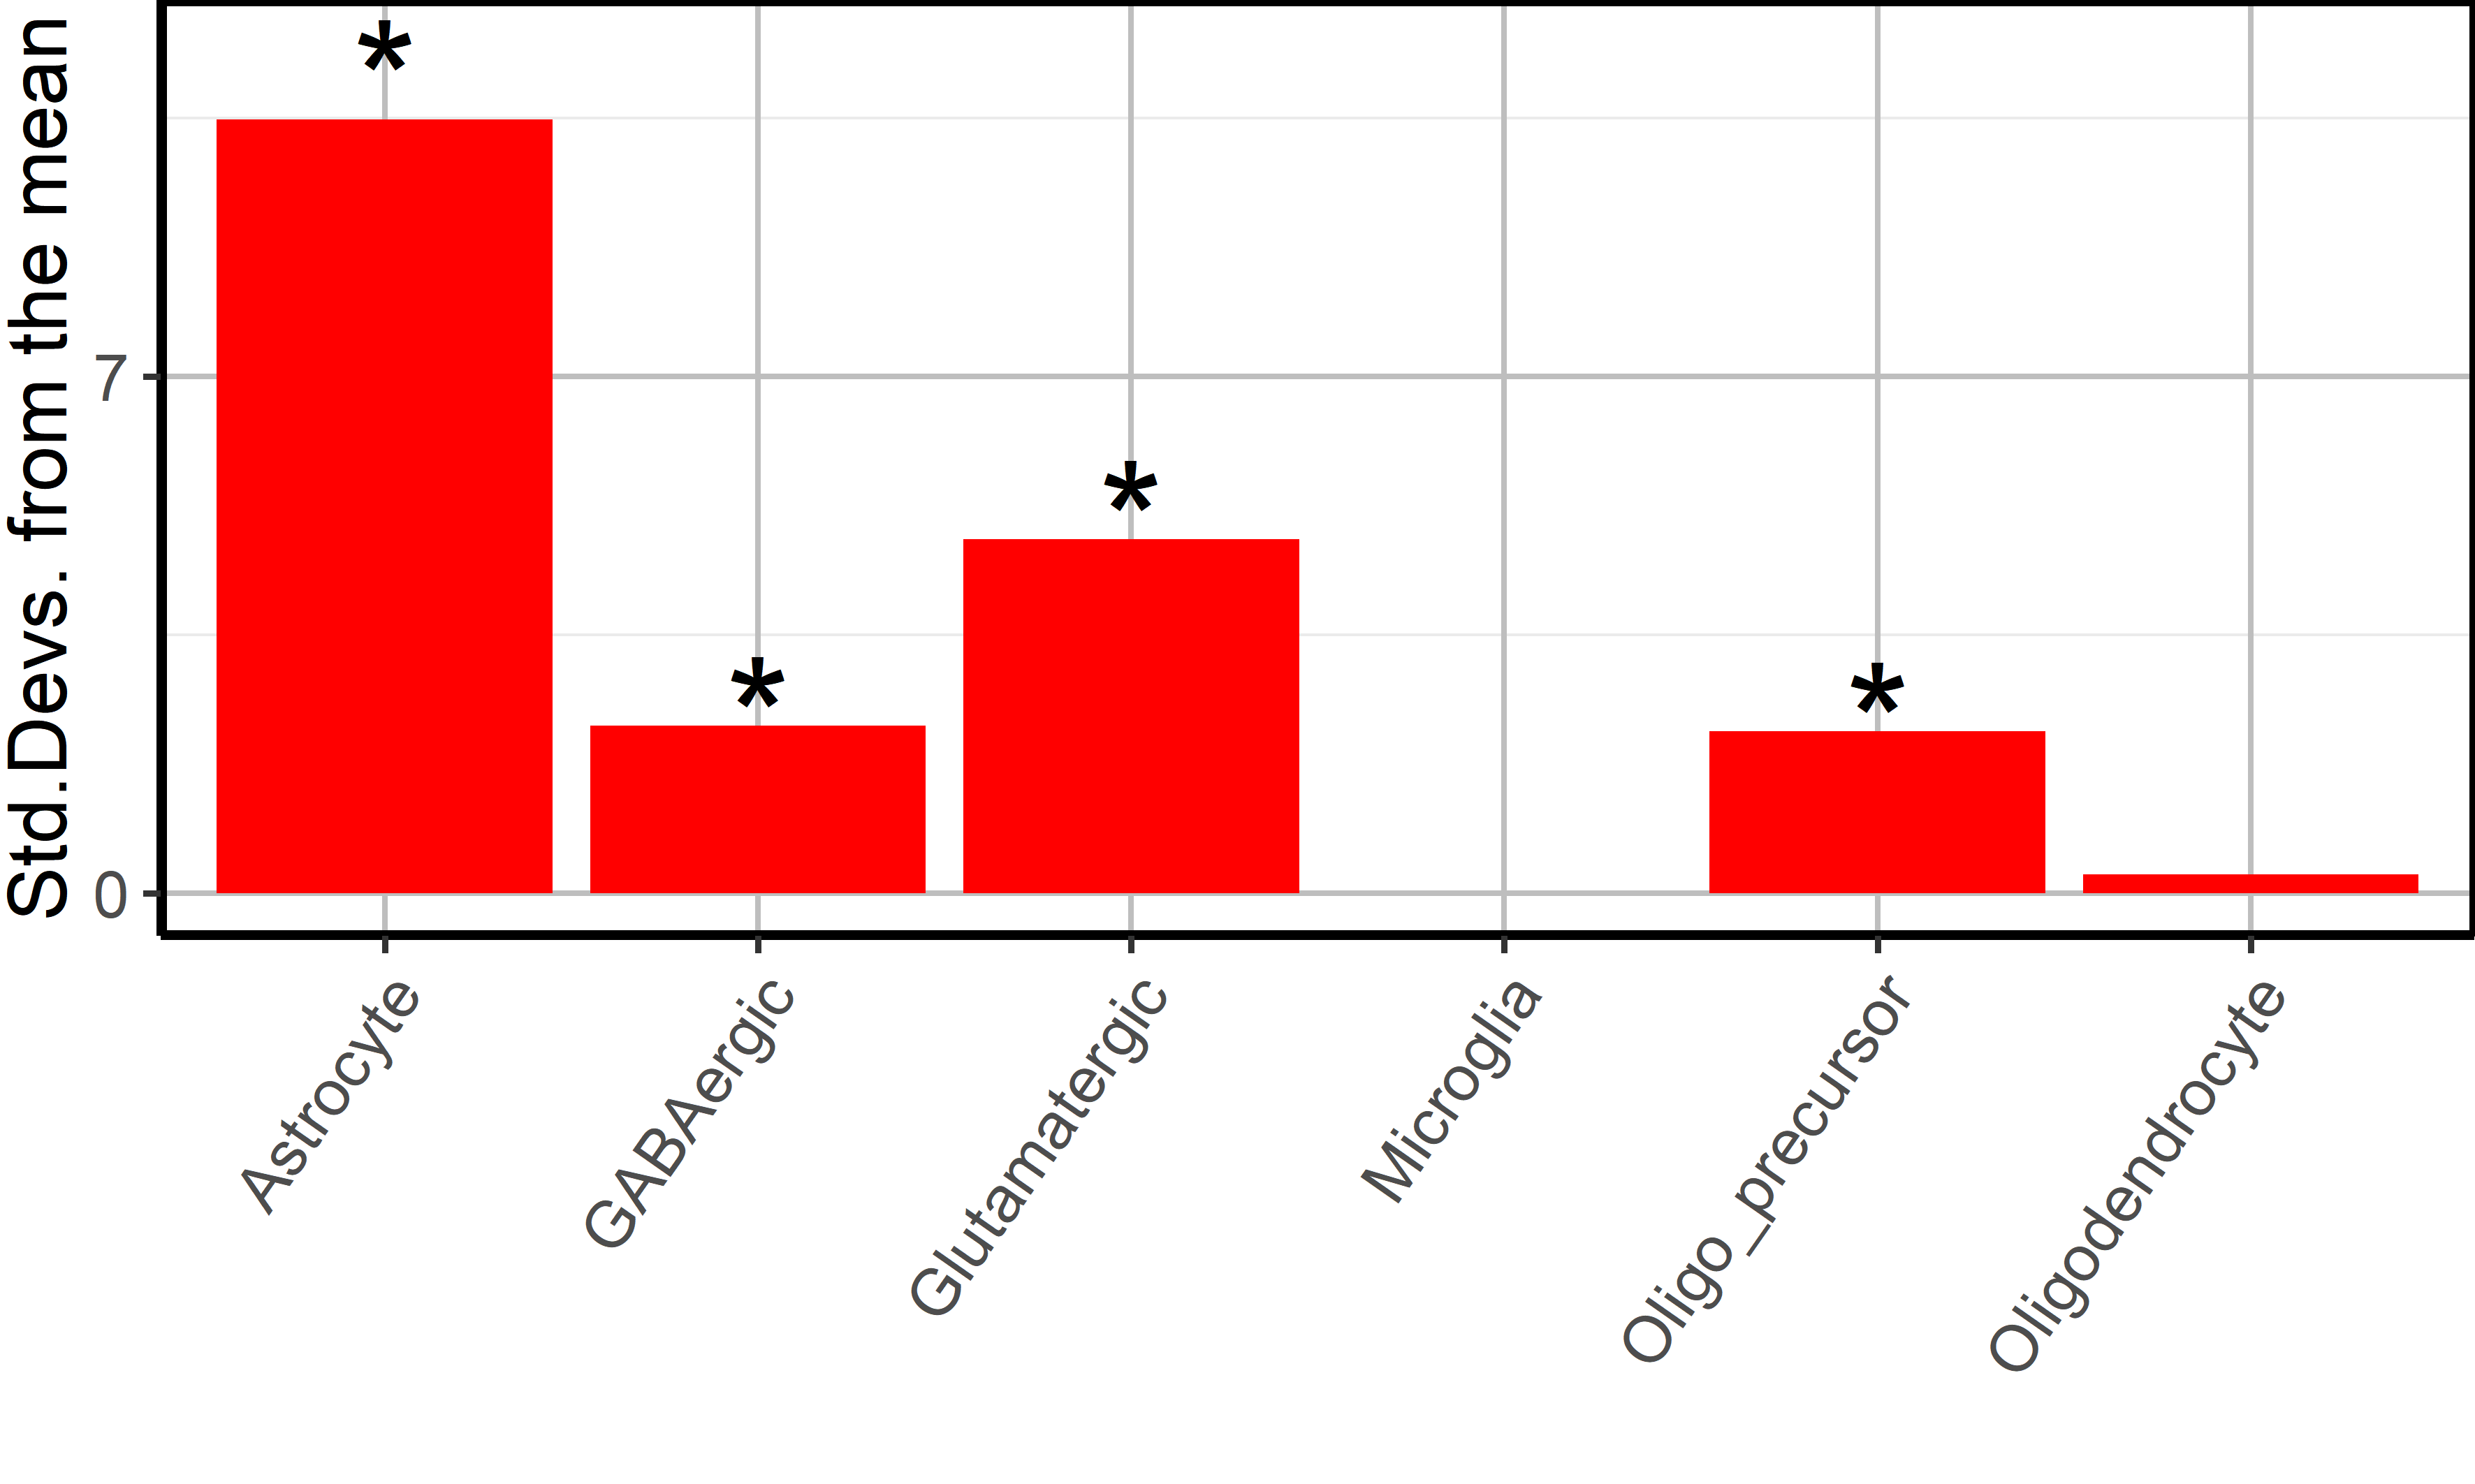 Std.Devs. from the mean
7
0
*
*
*
*
Astrocyte
GABAergic
Glutamatergic
Microglia
Oligo_precursor
Oligodendrocyte